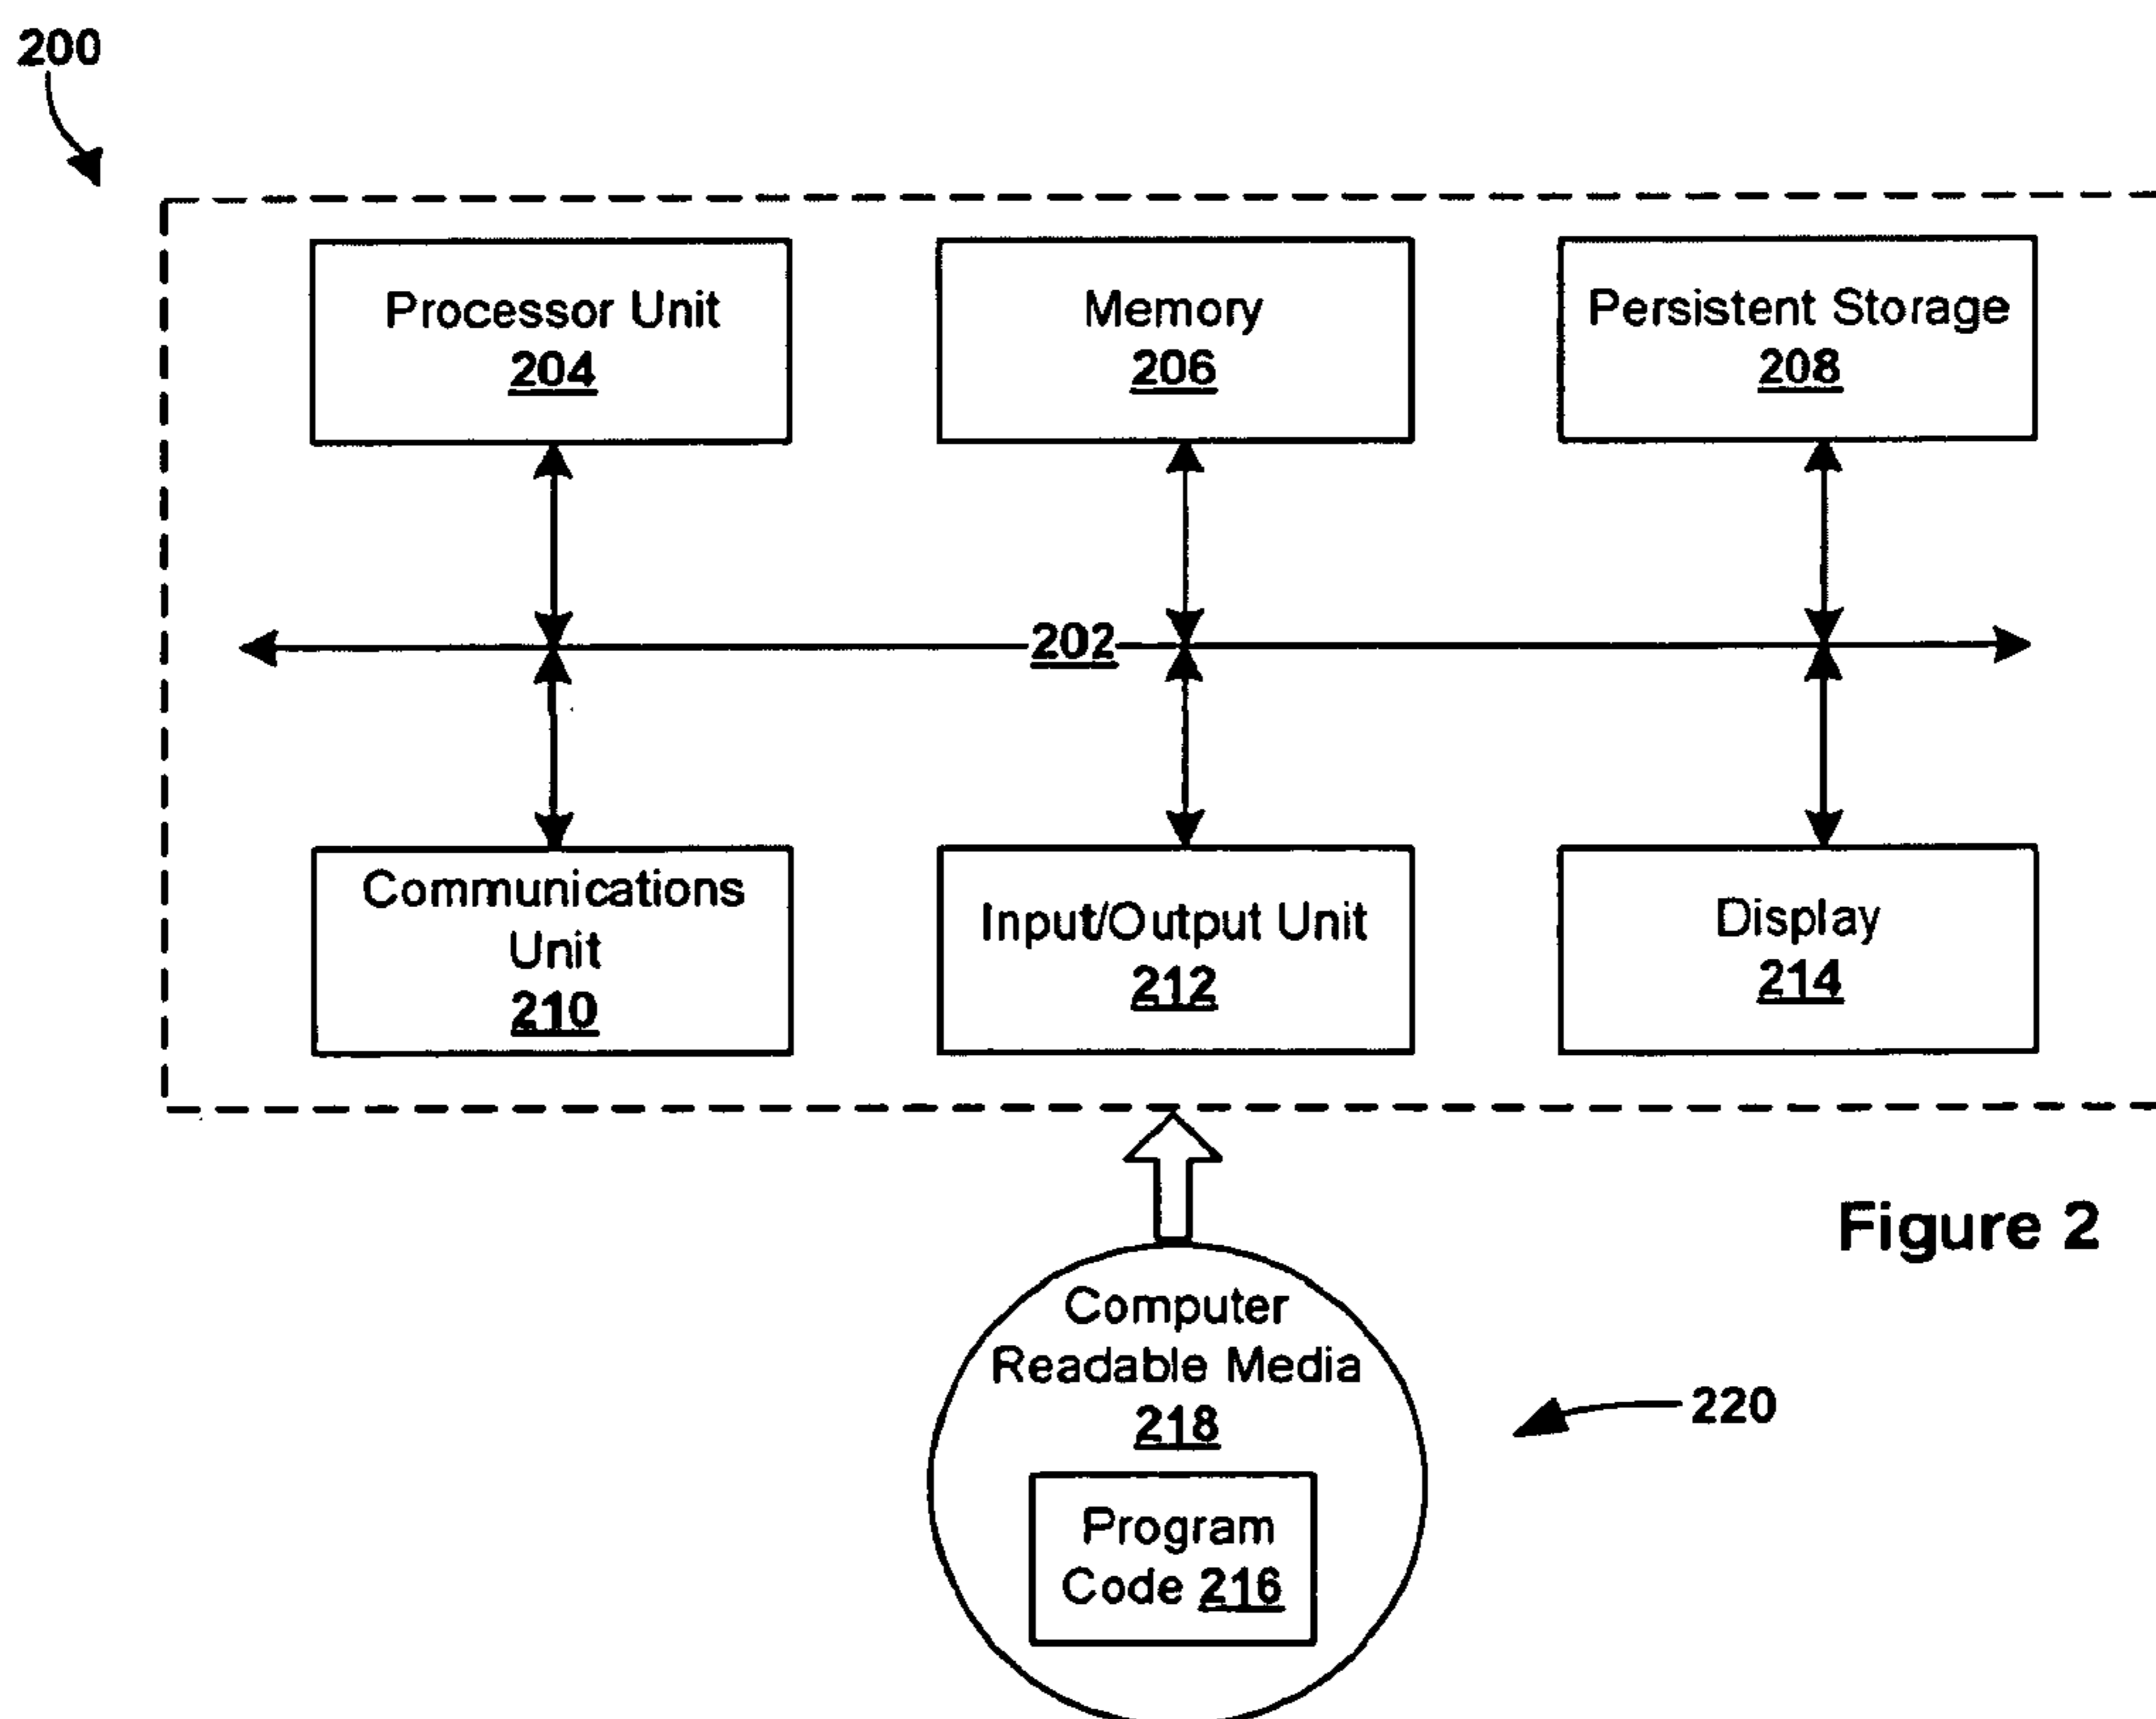 200
Processor Unit
204
Memory
206
Persistent Storage
208
202
Communications
Unit
210
Input/Output Unit
212
Display
214
Figure 2
Computer
Readable Media
218
220
Program
Code 216